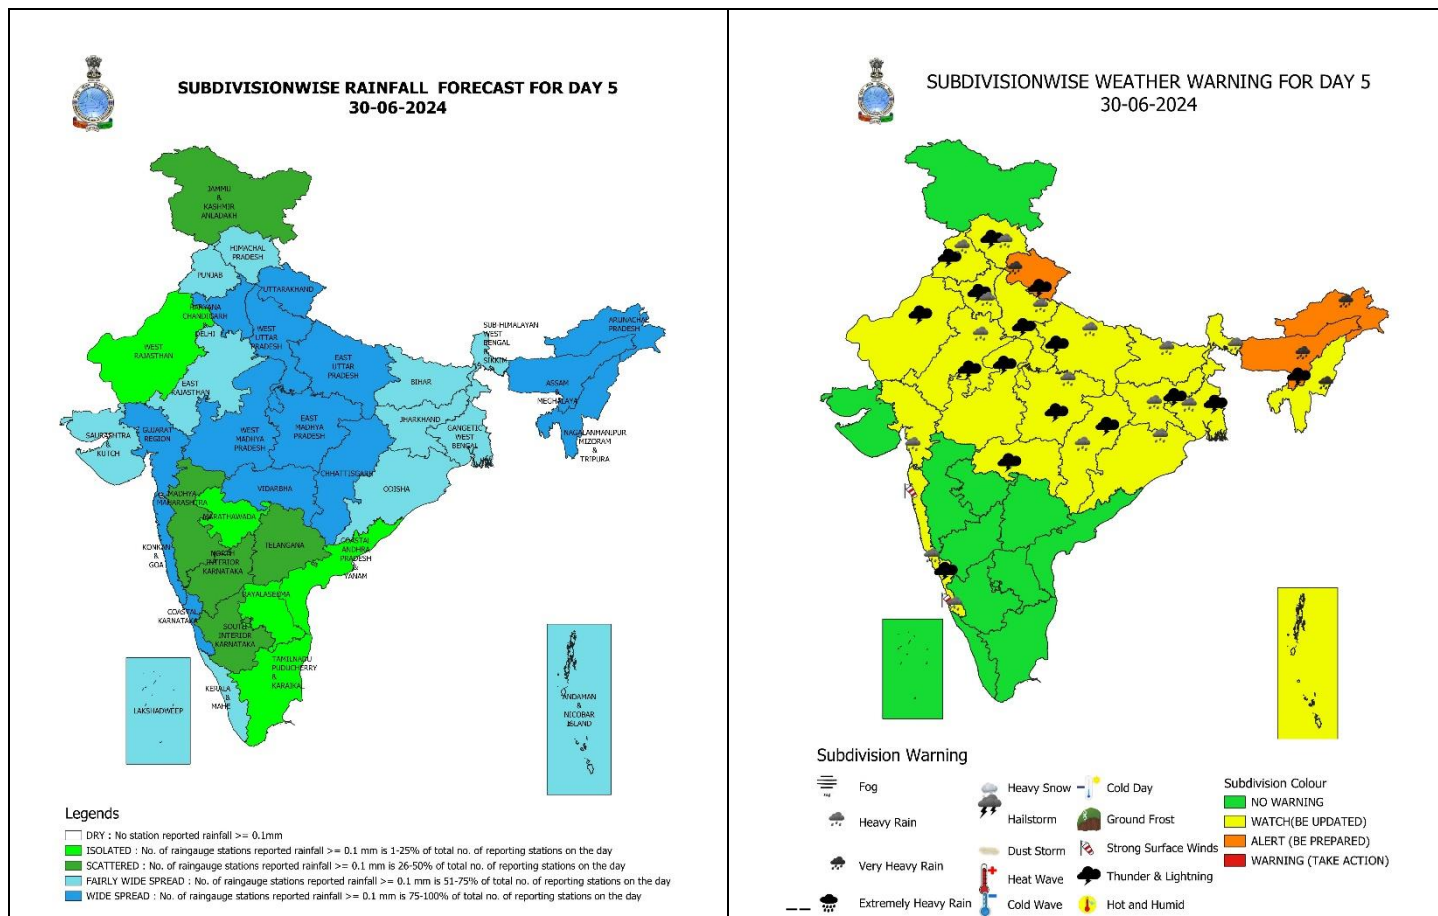 SUBDIVISIONWISE RAINFALL FORECAST FOR DAY 5
30-06-2024
JAMMU
&
KASHMIR
ANLADAKH
HIMACHAL
PRADESH
PUNJAB
UTTARAKHAND
HARYANA
CHANDIGARH
&
DELHI
WEST
UTTAR
PRADESH
WEST
RAJASTHAN
EAST
RAJASTHAN
EAST
UTTAR
PRADESH
SUB-HIMALAYAN
WEST
BENGAL
&
SIKKIM
ARUNACHAL
PRADESH
ASSAM
&
MEGHALAYA
NAGALANMANIPUR
MIZORAM
&
TRIPURA
BIHAR
JHARKHAND
GANGETIC
WEST
BENGAL
SAURASHTRA
&
KUTCH
GUJARAT
REGION
WEST
MADHYA
PRADESH
EAST
MADHYA
PRADESH
CHHATTISGARH
ODISHA
VIDARBHA
MADHYA
MAHARASHTRA
MARATHAWADA
KONKAN
&
GOA
NORTH
INTERIOR
KARNATAKA
TELANGANA
COASTAL
ANDHRA
PRADESH
&
YANAM
RAYALASEEMA
COASTAL
KARNATAKA
SOUTH
INTERIOR
KARNATAKA
TAMILNADU
PUDUCHERRY
&
KARAIKAL
KERALA
&
MAHE
LAKSHADWEEP
ANDAMAN
&
NICOBAR
ISLAND
Legends
DRY : No station reported rainfall >= 0.1mm
ISOLATED : No. of raingauge stations reported rainfall >= 0.1 mm is 1-25% of total no. of reporting stations on the day
SCATTERED : No. of raingauge stations reported rainfall >= 0.1 mm is 26-50% of total no. of reporting stations on the day
FAIRLY WIDE SPREAD : No. of raingauge stations reported rainfall >= 0.1 mm is 51-75% of total no. of reporting stations on the day
WIDE SPREAD : No. of raingauge stations reported rainfall >= 0.1 mm is 75-100% of total no. of reporting stations on the day
SUBDIVISIONWISE WEATHER WARNING FOR DAY 5
30-06-2024
Subdivision Warning
Fog
Heavy Rain
Very Heavy Rain
Extremely Heavy Rain
Heavy Snow
Hailstorm
Dust Storm
Heat Wave
Cold Wave
Cold Day
Ground Frost
Strong Surface Winds
Thunder & Lightning
Hot and Humid
Subdivision Colour
NO WARNING
WATCH(BE UPDATED)
ALERT (BE PREPARED)
WARNING (TAKE ACTION)